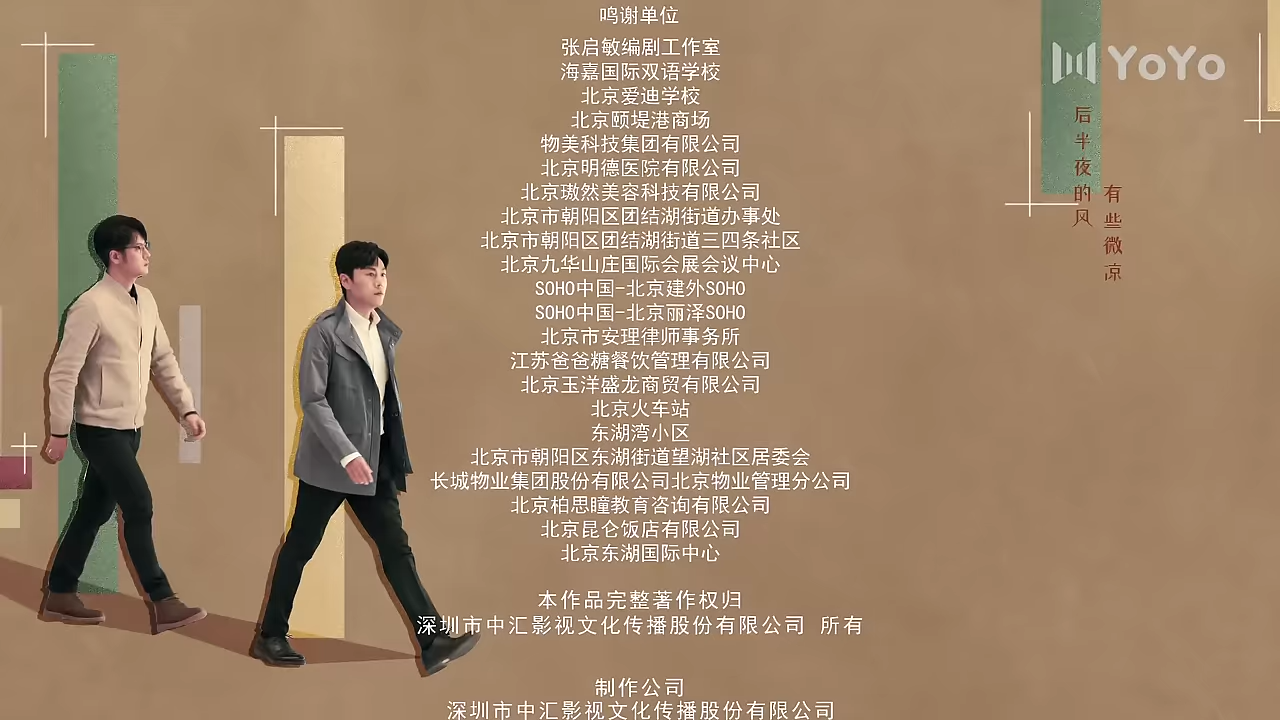 鸣谢单位
张启敏编剧工作室
海嘉国际双语学校
北京爱迪学校
北京颐堤港商场
物美科技集团有限公司
北京明德医院有限公司
北京璈然美容科技有限公司
北京市朝阳区团结湖街道办事处
北京市朝阳区团结湖街道三四条社区
北京九华山庄国际会展会议中心
SOHO中国-北京建外SOHO
SOHO中国-北京丽泽SOHO
北京市安理律师事务所
江苏爸爸糖餐饮管理有限公司
北京玉洋盛龙商贸有限公司
北京火车站
东湖湾小区
北京市朝阳区东湖街道望湖社区居委会
长城物业集团股份有限公司北京物业管理分公司
北京柏思瞳教育咨询有限公司
北京昆仑饭店有限公司
北京东湖国际中心
本作品完整著作权归
深圳市中汇影视文化传播股份有限公司 所有
制作公司
深圳市中汇影视文化传播股份有限公司
YoYo
后半夜的风
有些微凉